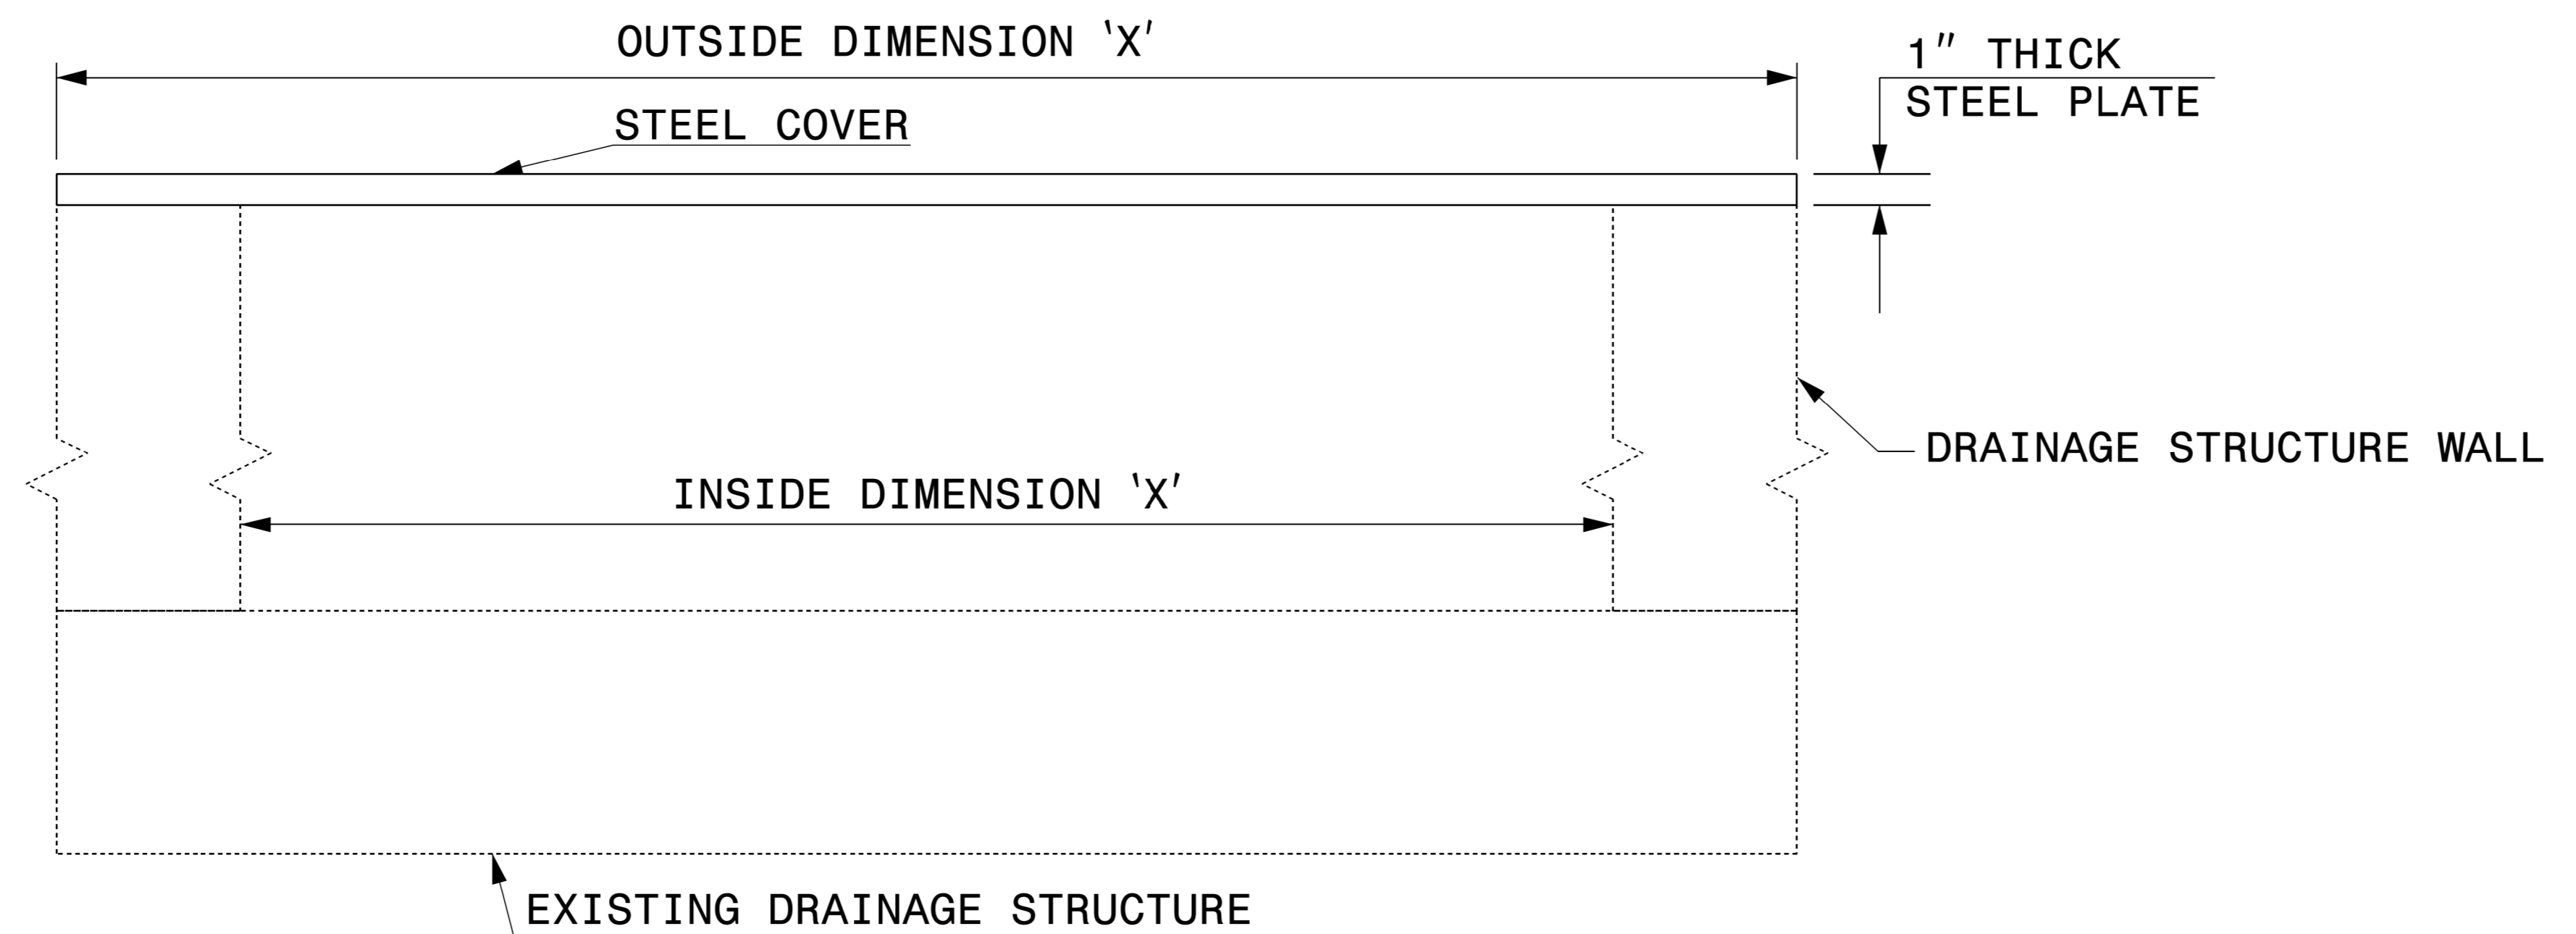 OUTSIDE DIMENSION 'X'
1" THICK
STEEL PLATE
STEEL COVER
DRAINAGE STRUCTURE WALL
INSIDE DIMENSION 'X'
EXISTING DRAINAGE STRUCTURE